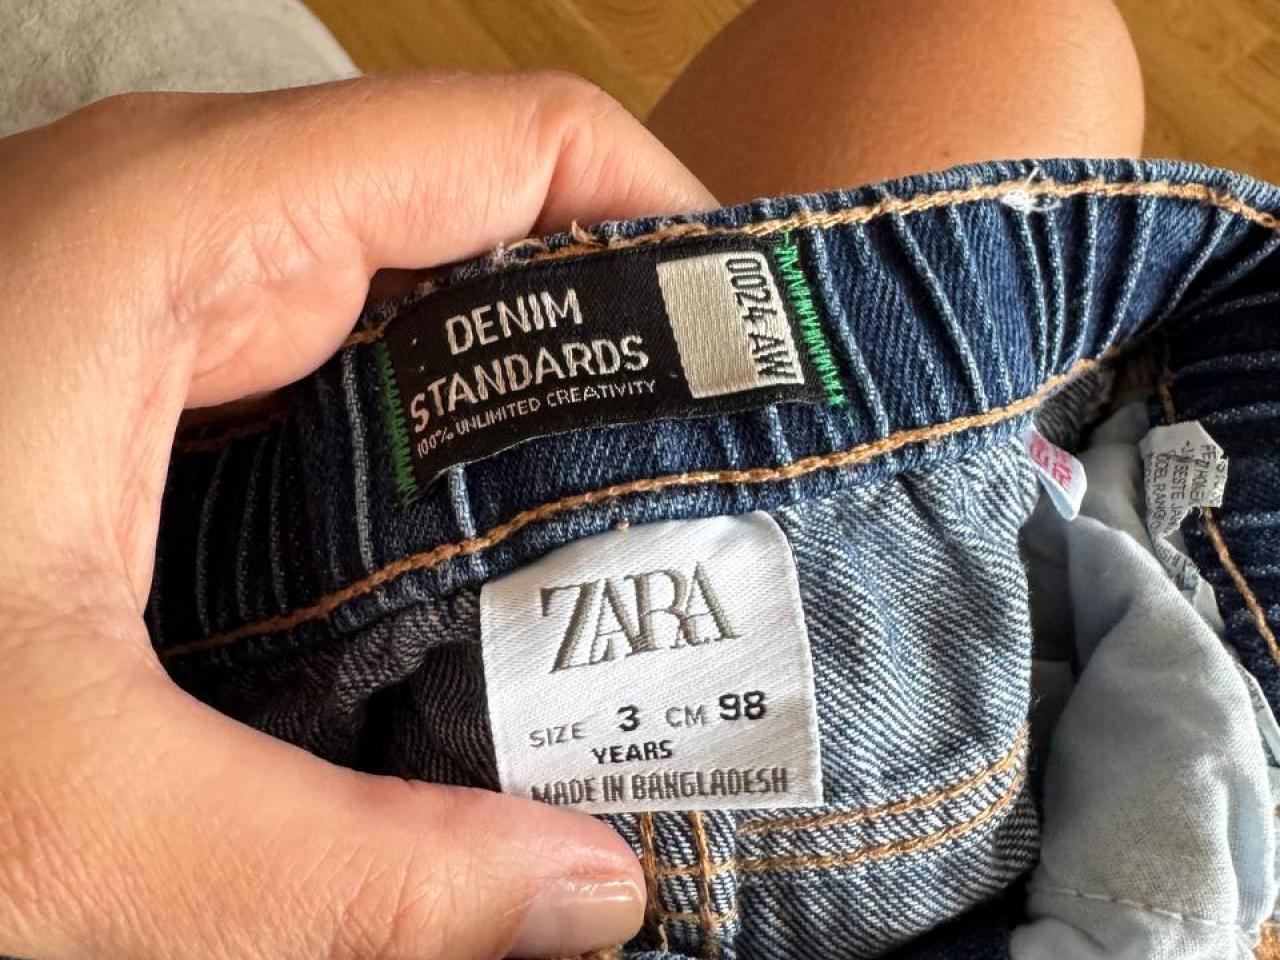 DENIM
STANDARDS
100% UNLIMITED CREATIVITY
0024 AW
ZARA
SIZE 3 CM 98
YEARS
MADE IN BANGLADESH